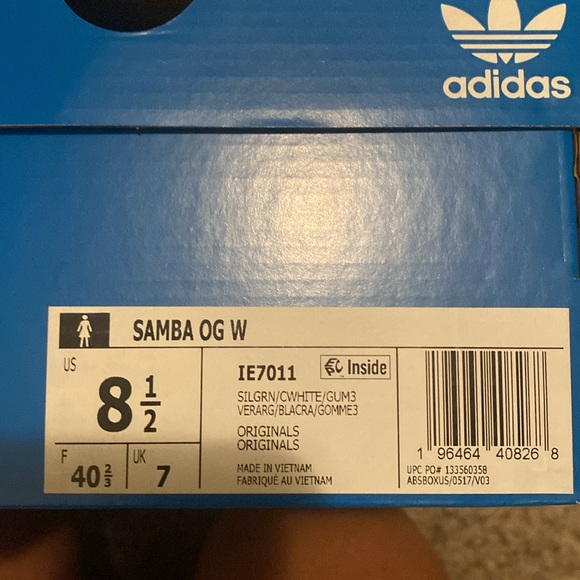 adidas
SAMBA OG W
US
8 1/2
F
40 2/3
UK
7
IE7011
Inside
SILGRN/CWHITE/GUM3
VERARG/BLACRA/GOMME3
ORIGINALS
ORIGINALS
MADE IN VIETNAM
FABRIQUÉ AU VIETNAM
1 96464 40826 8
UPC PO# 133560358
ABSBOXUS/0517/V03